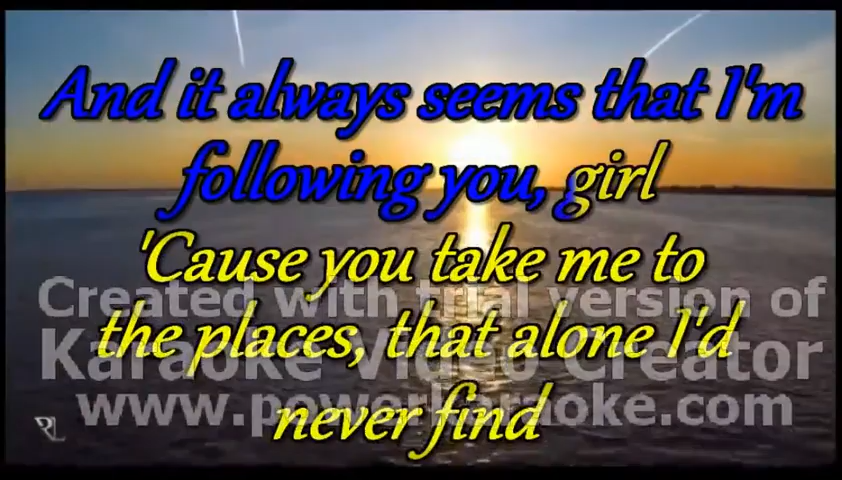 And it always seems that I'm
following you, girl
'Cause you take me to
the places, that alone I'd
never find
Created with trial version of
Karaoke Video Creator
www.powerkaraoke.com
RL